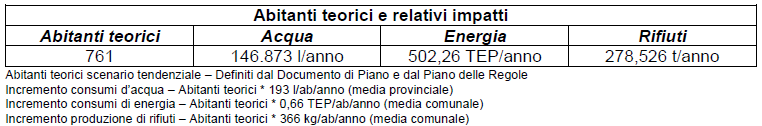 Abitanti teorici e relativi impatti
Abitanti teorici Acqua Energia Rifiuti
761 146.873 l/anno 502,26 TEP/anno 278,526 t/anno
Abitanti teorici scenario tendenziale – Definiti dal Documento di Piano e dal Piano delle Regole
Incremento consumi d'acqua – Abitanti teorici * 193 l/ab/anno (media provinciale)
Incremento consumi di energia – Abitanti teorici * 0,66 TEP/ab/anno (media comunale)
Incremento produzione di rifiuti – Abitanti teorici * 366 kg/ab/anno (media comunale)